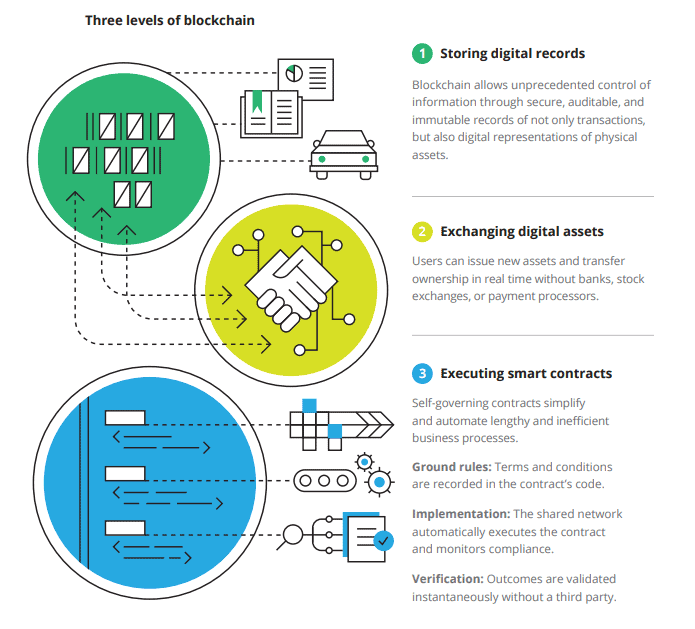 Three levels of blockchain
1 Storing digital records
Blockchain allows unprecedented control of
information through secure, auditable, and
immutable records of not only transactions,
but also digital representations of physical
assets.
2 Exchanging digital assets
Users can issue new assets and transfer
ownership in real time without banks, stock
exchanges, or payment processors.
3 Executing smart contracts
Self-governing contracts simplify
and automate lengthy and inefficient
business processes.
Ground rules: Terms and conditions
are recorded in the contract's code.
Implementation: The shared network
automatically executes the contract
and monitors compliance.
Verification: Outcomes are validated
instantaneously without a third party.